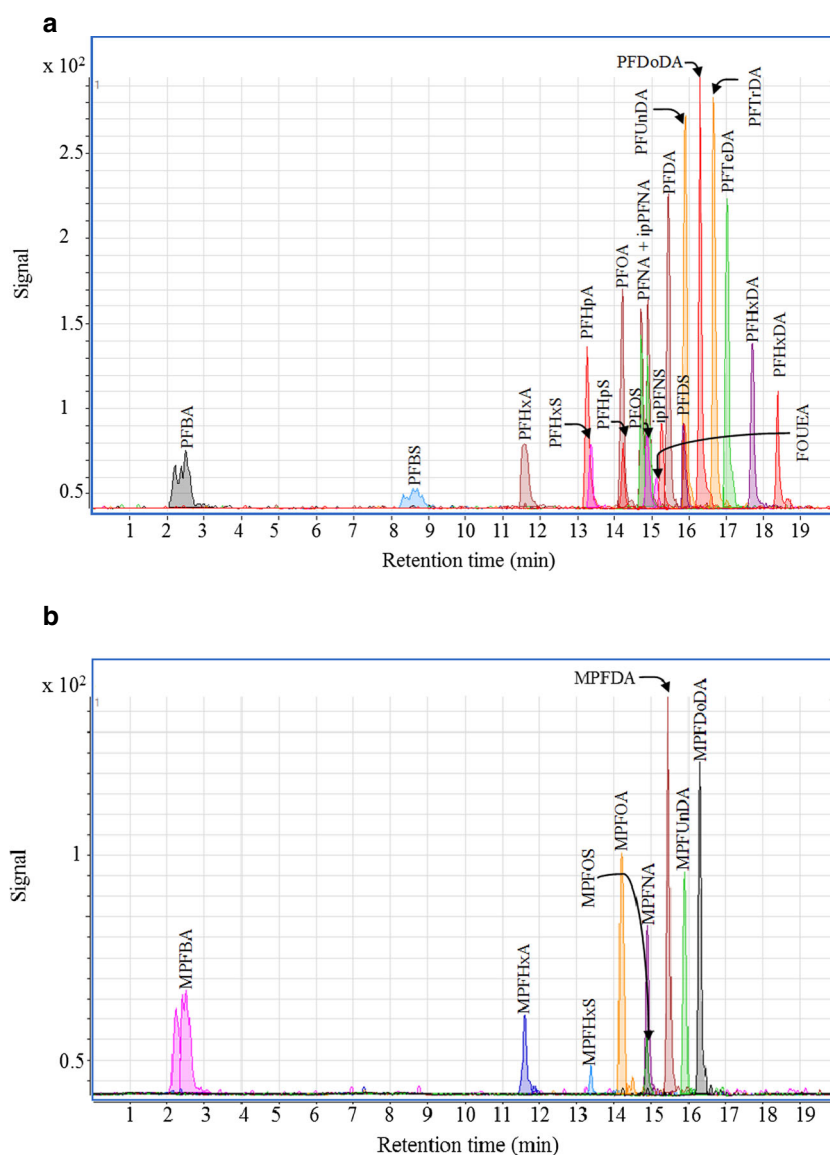 a
x 10²
1
2.5
2
1.5
1
0.5
Signal
PFBA
PFBS
PFHxA
PFHxS
PFHpA
PFHpS
PFOA
PFOS
PFNA + ipPFNA
ipPFNS
PFDA
PFDS
PFUnDA
PFDoDA
PFTrDA
PFTeDA
PFHxDA
PFHxDA
FOUEA
1 2 3 4 5 6 7 8 9 10 11 12 13 14 15 16 17 18 19
Retention time (min)
b
x 10²
1
1
0.5
Signal
MPFBA
MPFHxA
MPFHxS
MPFOS
MPFOA
MPFNA
MPFDA
MPFUnDA
MPFDoDA
1 2 3 4 5 6 7 8 9 10 11 12 13 14 15 16 17 18 19
Retention time (min)